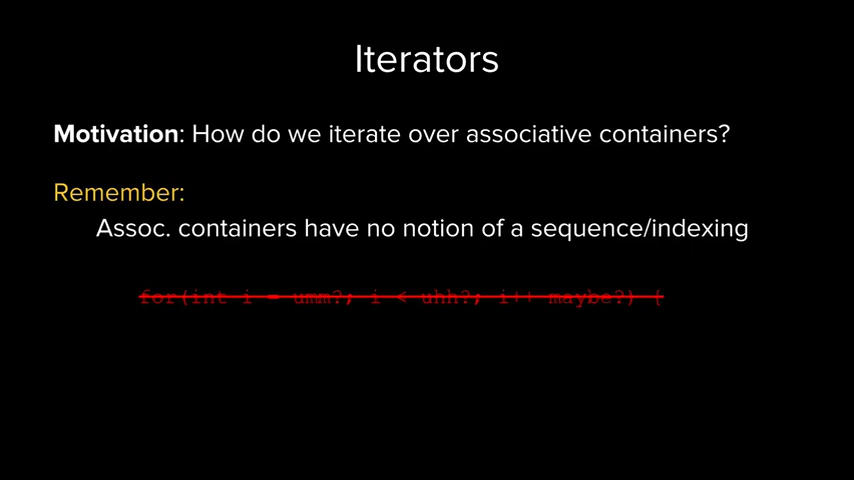 Iterators
Motivation: How do we iterate over associative containers?
Remember:
Assoc. containers have no notion of a sequence/indexing
for(int i = umm?; i < uhh?; i++ maybe?) {